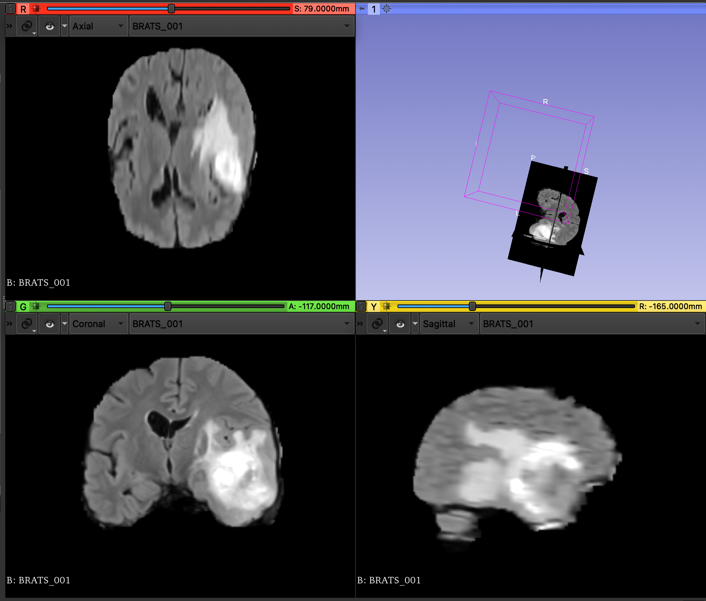 R S: 79.0000mm
» Axial BRATS_001
B: BRATS_001
1
R
P
S
L
G A: -117.0000mm
» Coronal BRATS_001
B: BRATS_001
Y R: -165.0000mm
» Sagittal BRATS_001
B: BRATS_001